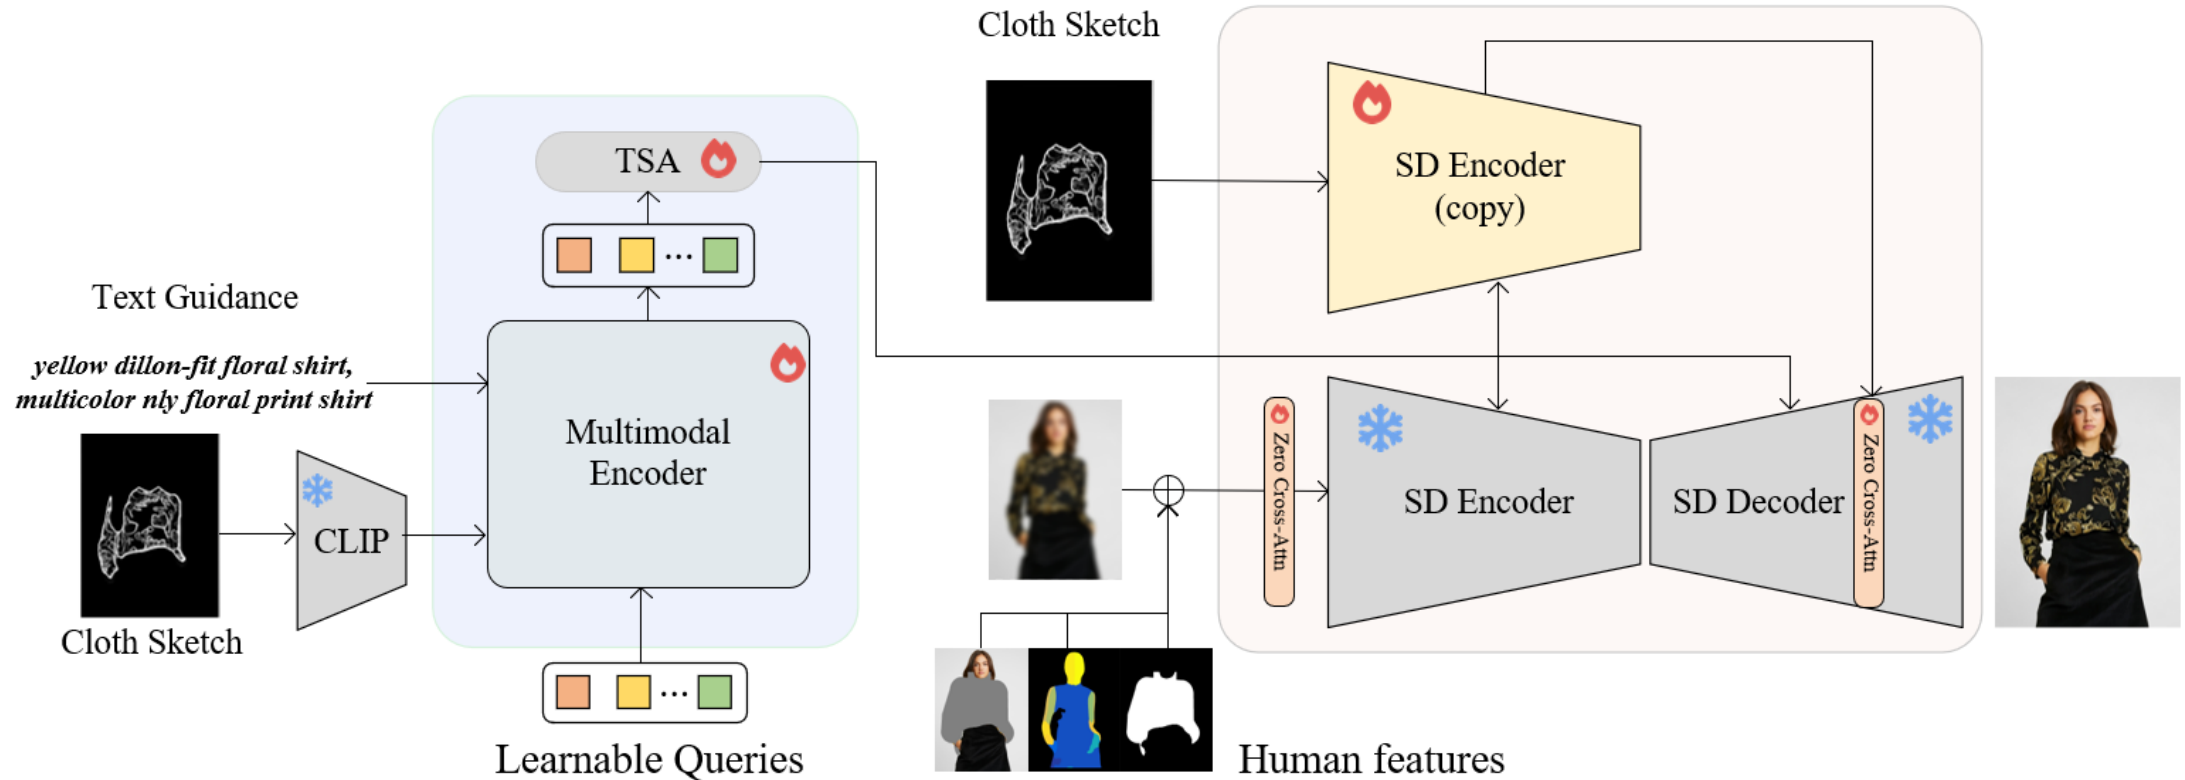 Text Guidance
yellow dillon-fit floral shirt,
multicolor nly floral print shirt
CLIP
Cloth Sketch
TSA
Multimodal
Encoder
Learnable Queries
Cloth Sketch
SD Encoder
(copy)
Zero Cross-Attn
SD Encoder
SD Decoder
Zero Cross-Attn
Human features